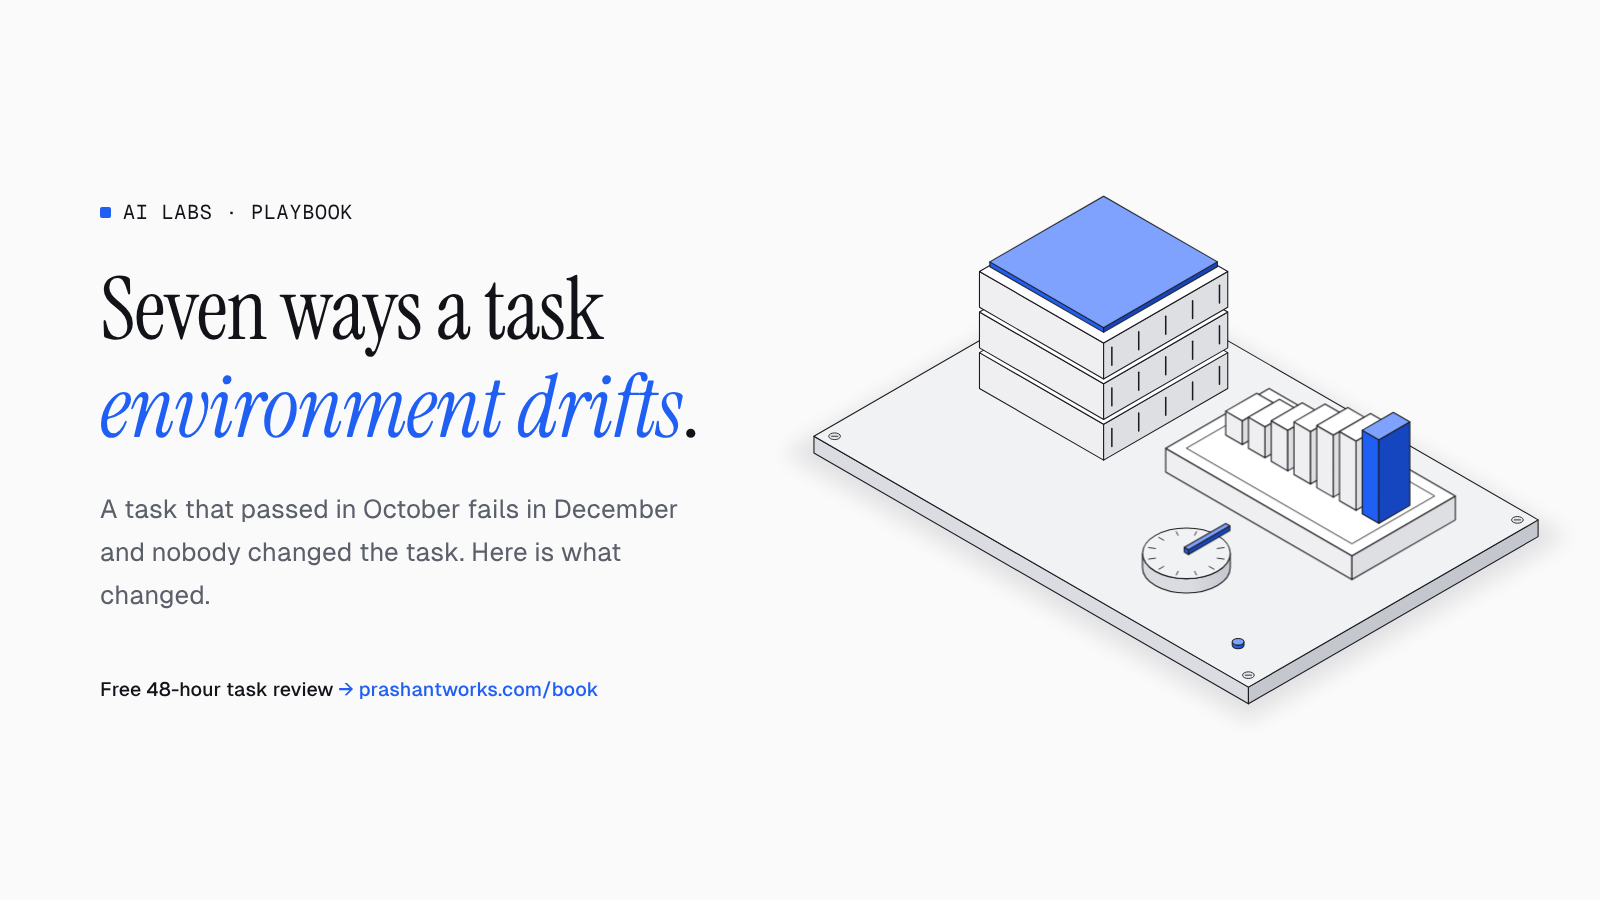 AI LABS · PLAYBOOK
Seven ways a task
environment drifts.
A task that passed in October fails in December
and nobody changed the task. Here is what
changed.
Free 48-hour task review → prashantworks.com/book